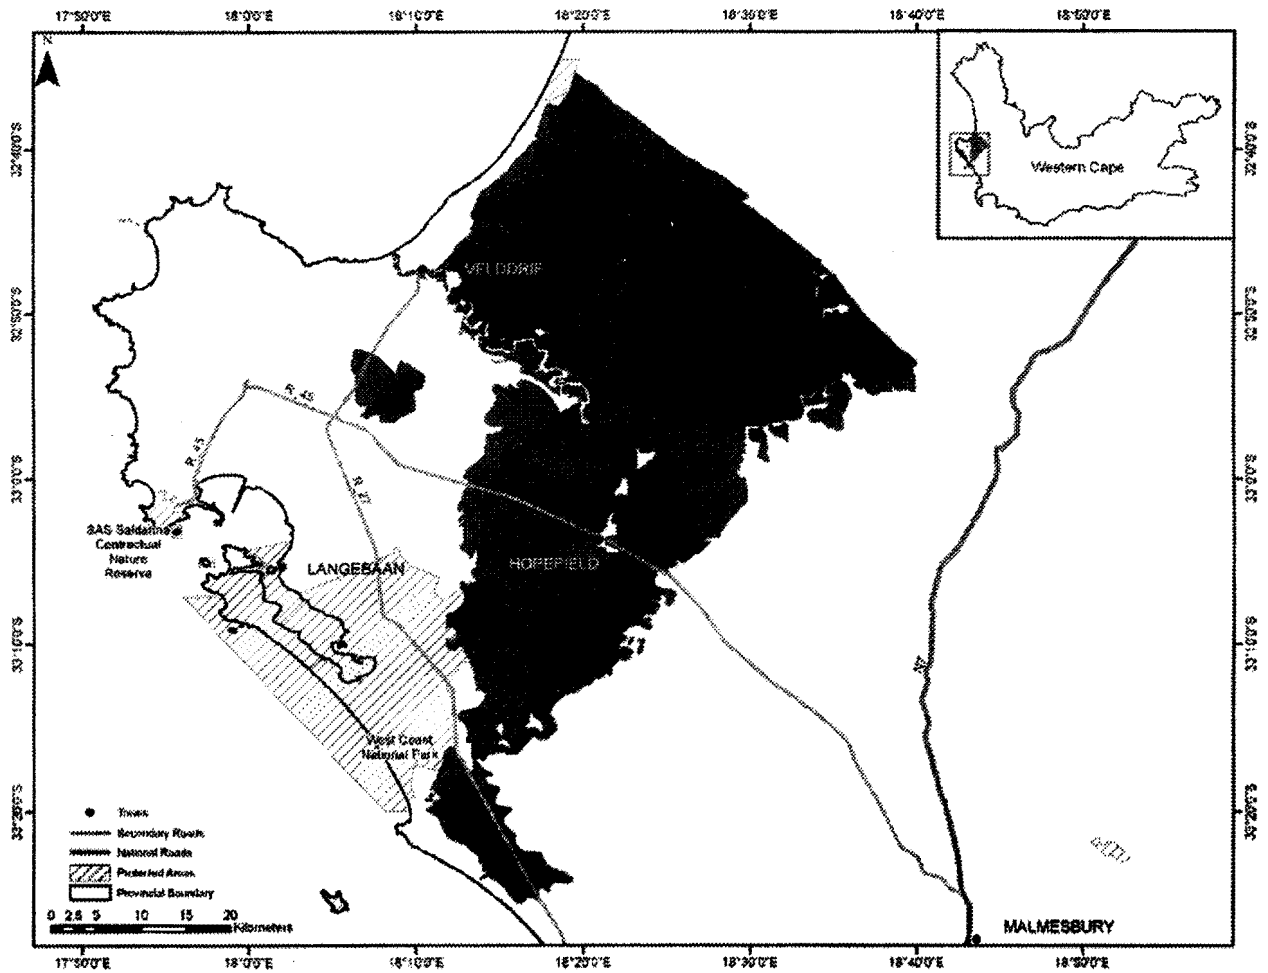 17°50'0"E 18°0'0"E 18°10'0"E 18°20'0"E 18°30'0"E 18°40'0"E 18°50'0"E
N
32°40'0"S
32°40'0"S
Western Cape
VELDDRIF
32°50'0"S
32°50'0"S
R 45
R 45
R 27
33°0'0"S
33°0'0"S
SAS Saldanha
Contractual
Nature
Reserve
LANGEBAAN
HOPEFIELD
33°10'0"S
33°10'0"S
N7
West Coast
National Park
33°20'0"S
33°20'0"S
Towns
Secondary Roads
National Roads
Protected Areas
Provincial Boundary
0 2.5 5 10 15 20
Kilometers
MALMESBURY
17°50'0"E 18°0'0"E 18°10'0"E 18°20'0"E 18°30'0"E 18°40'0"E 18°50'0"E